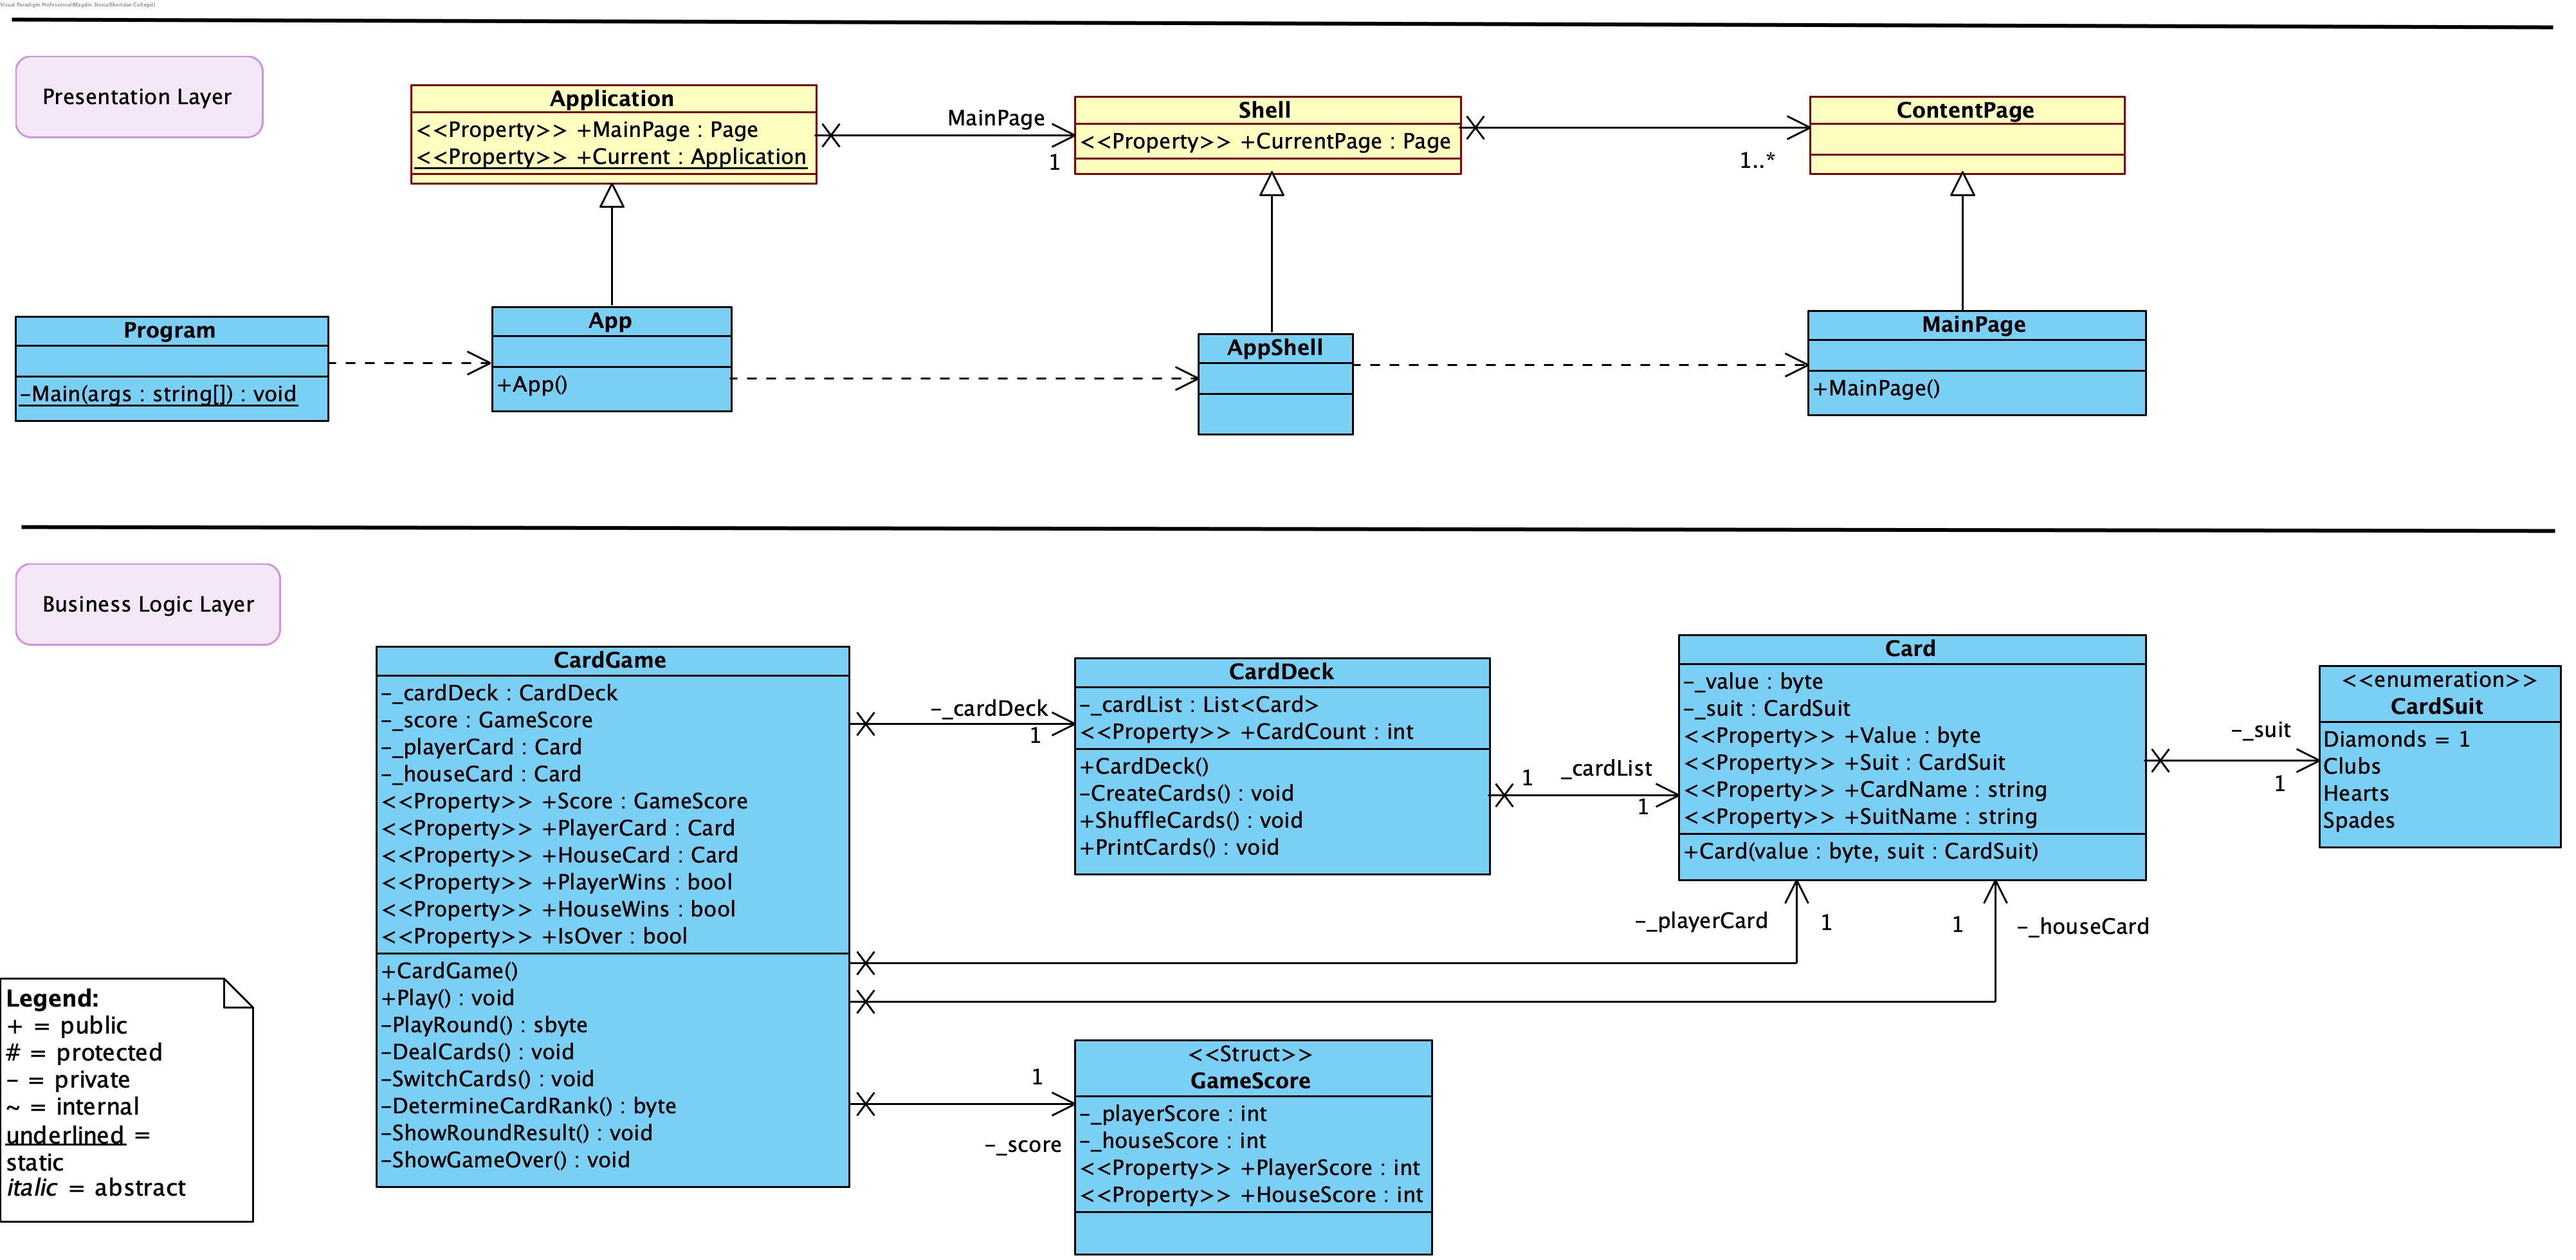 Visual Paradigm Professional(Magdin Stoica(Sheridan College))
Presentation Layer
Application
<<Property>> +MainPage : Page
<<Property>> +Current : Application
MainPage
1
Shell
<<Property>> +CurrentPage : Page
1..*
ContentPage
Program
-Main(args : string[]) : void
App
+App()
AppShell
MainPage
+MainPage()
Business Logic Layer
CardGame
-_cardDeck : CardDeck
-_score : GameScore
-_playerCard : Card
-_houseCard : Card
<<Property>> +Score : GameScore
<<Property>> +PlayerCard : Card
<<Property>> +HouseCard : Card
<<Property>> +PlayerWins : bool
<<Property>> +HouseWins : bool
<<Property>> +IsOver : bool
+CardGame()
+Play() : void
-PlayRound() : sbyte
-DealCards() : void
-SwitchCards() : void
-DetermineCardRank() : byte
-ShowRoundResult() : void
-ShowGameOver() : void
-_cardDeck
1
CardDeck
-_cardList : List<Card>
<<Property>> +CardCount : int
+CardDeck()
-CreateCards() : void
+ShuffleCards() : void
+PrintCards() : void
1
_cardList
1
Card
-_value : byte
-_suit : CardSuit
<<Property>> +Value : byte
<<Property>> +Suit : CardSuit
<<Property>> +CardName : string
<<Property>> +SuitName : string
+Card(value : byte, suit : CardSuit)
-_suit
1
<<enumeration>>
CardSuit
Diamonds = 1
Clubs
Hearts
Spades
-_playerCard
1
1
-_houseCard
1
-_score
<<Struct>>
GameScore
-_playerScore : int
-_houseScore : int
<<Property>> +PlayerScore : int
<<Property>> +HouseScore : int
Legend:
+ = public
# = protected
- = private
~ = internal
underlined =
static
italic = abstract